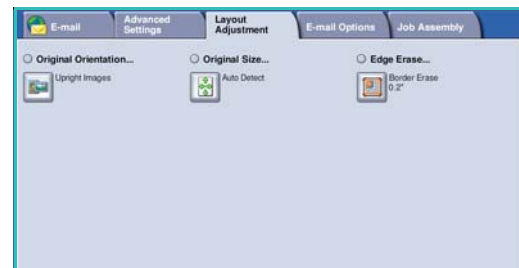 E-mail
Advanced
Settings
Layout
Adjustment
E-mail Options
Job Assembly
Original Orientation...
Original Size...
Edge Erase...
Upright Images
Auto Detect
Border Erase
0.2"